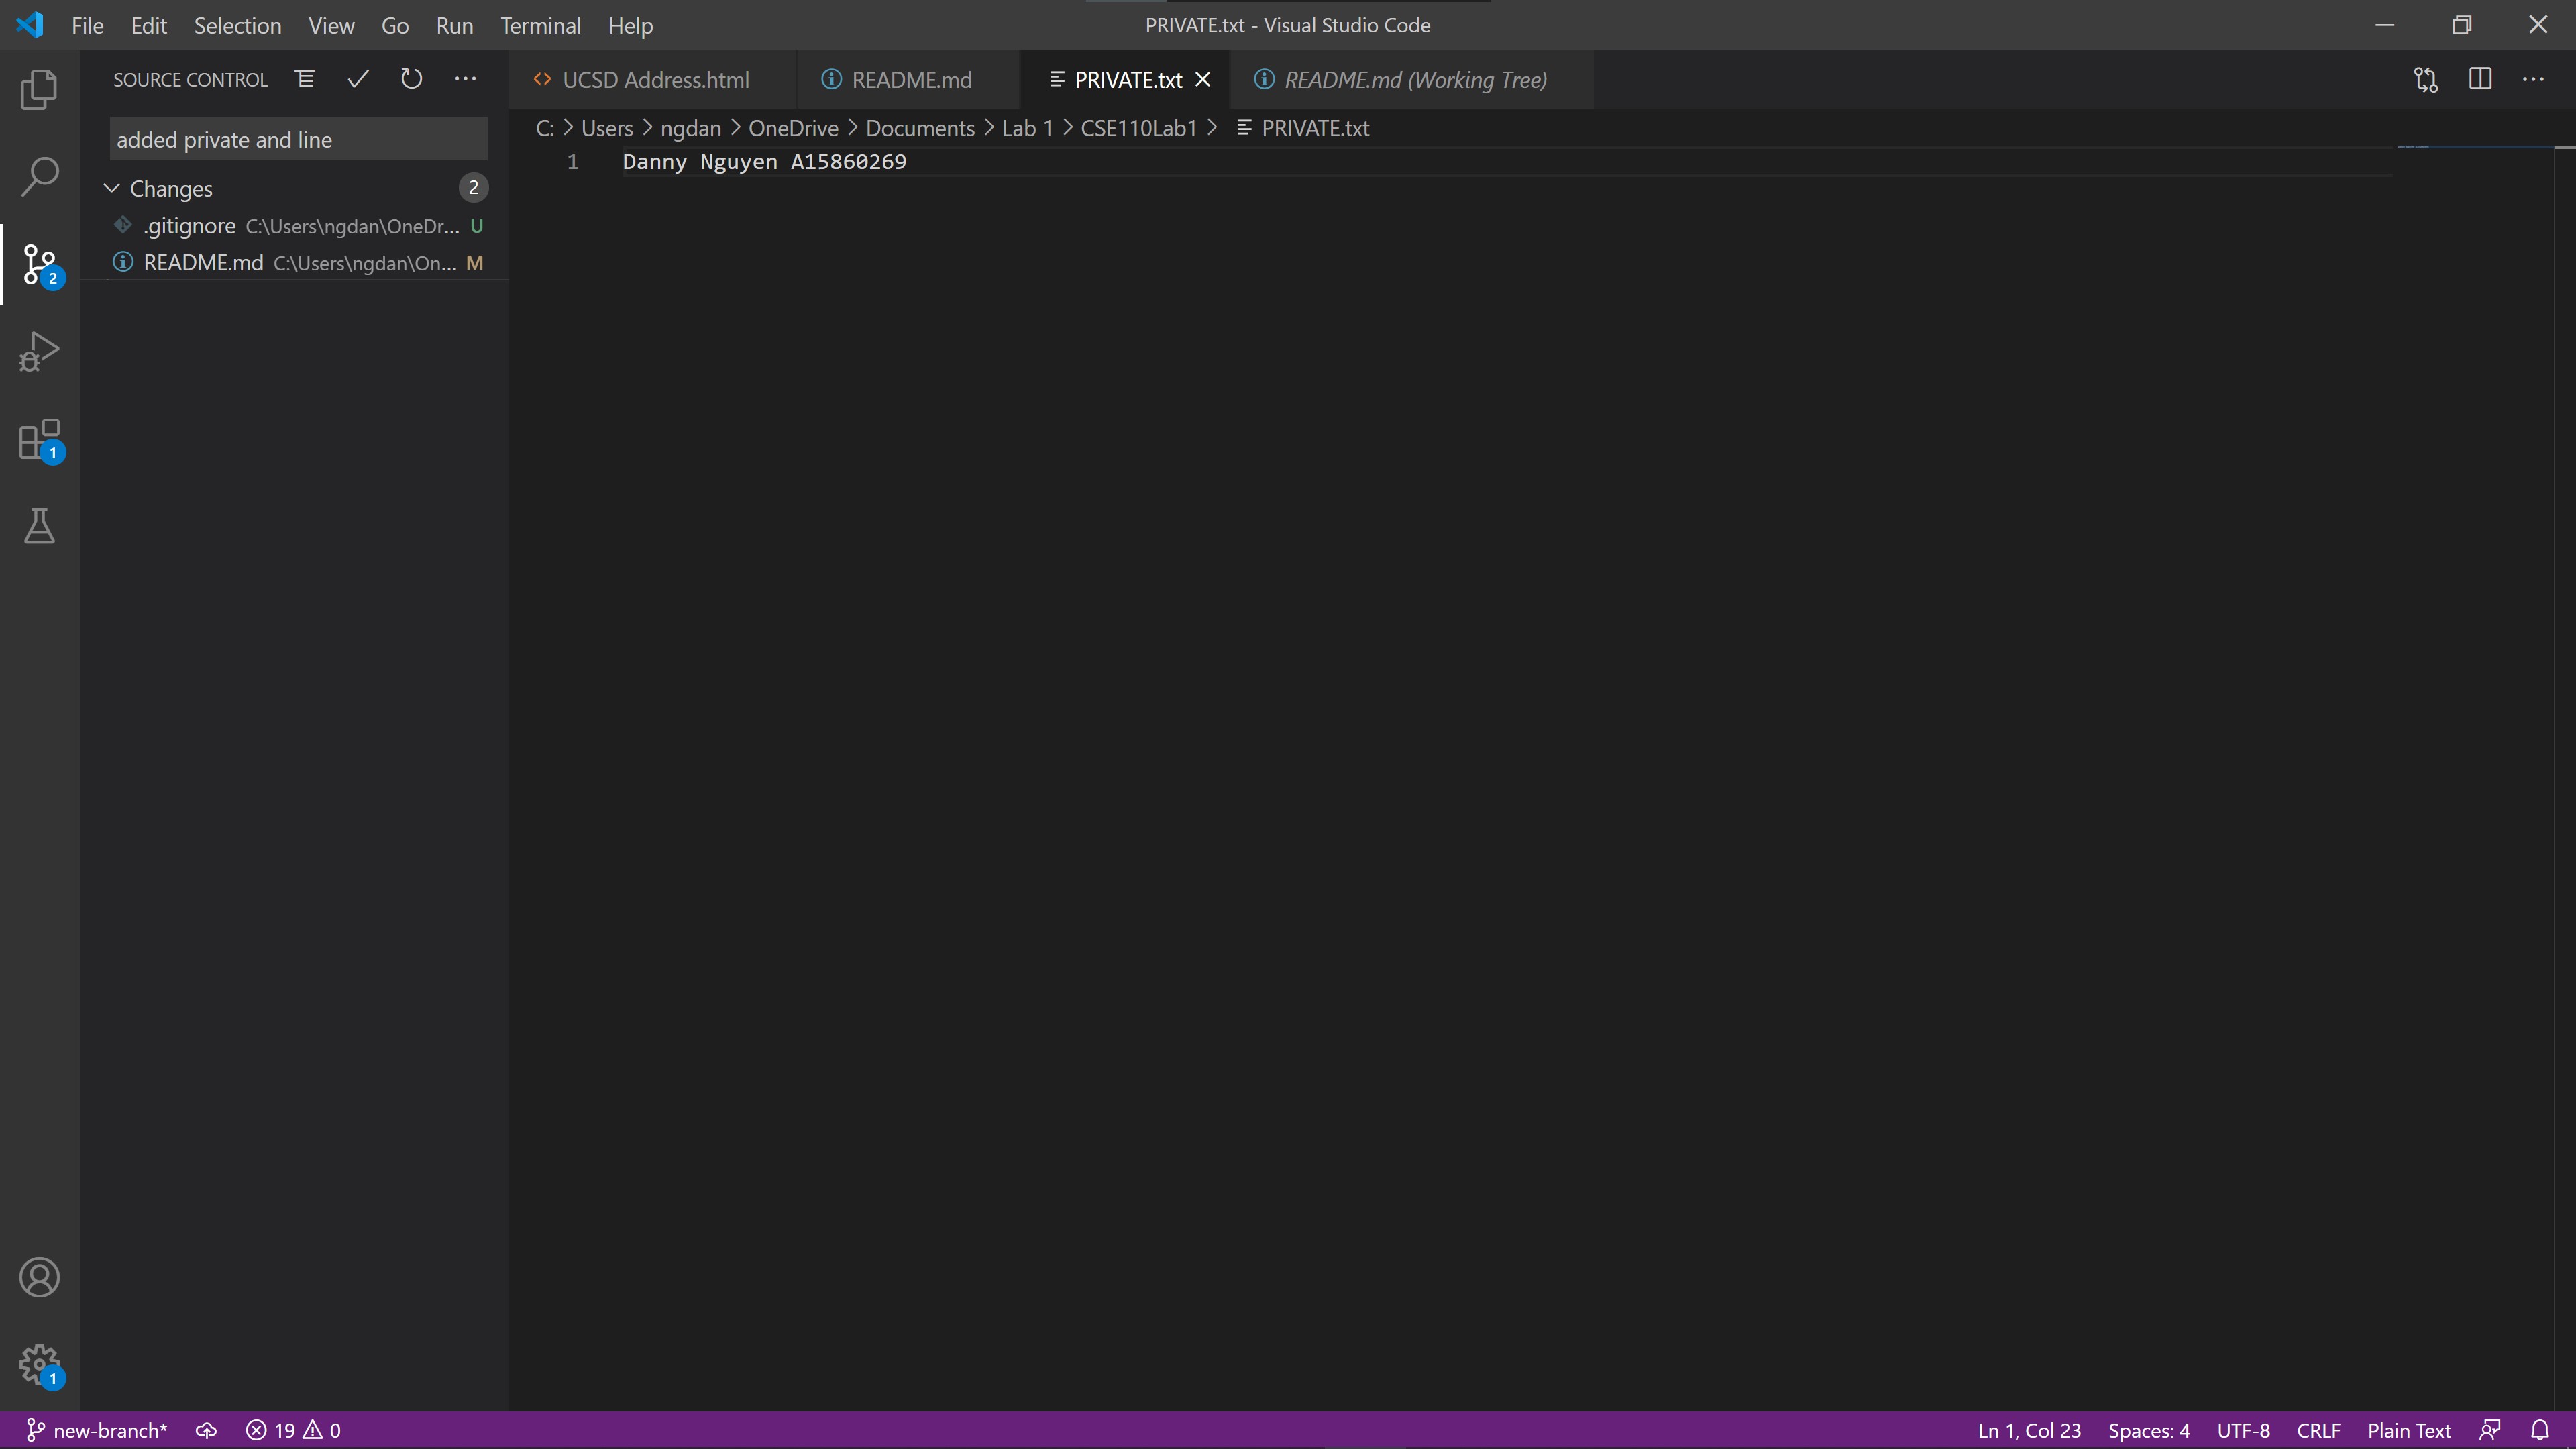 File Edit Selection View Go Run Terminal Help
PRIVATE.txt - Visual Studio Code
SOURCE CONTROL
UCSD Address.html
README.md
PRIVATE.txt
README.md (Working Tree)
added private and line
C: > Users > ngdan > OneDrive > Documents > Lab 1 > CSE110Lab1 > PRIVATE.txt
1 Danny Nguyen A15860269
Changes 2
.gitignore C:\Users\ngdan\OneDr... U
README.md C:\Users\ngdan\On... M
2
1
1
new-branch* 19 0
Ln 1, Col 23 Spaces: 4 UTF-8 CRLF Plain Text